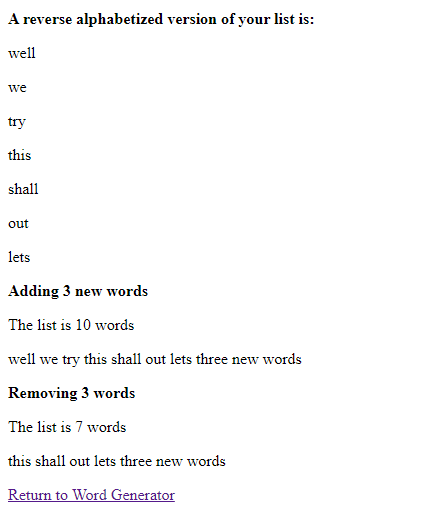 A reverse alphabetized version of your list is:
well
we
try
this
shall
out
lets
Adding 3 new words
The list is 10 words
well we try this shall out lets three new words
Removing 3 words
The list is 7 words
this shall out lets three new words
Return to Word Generator